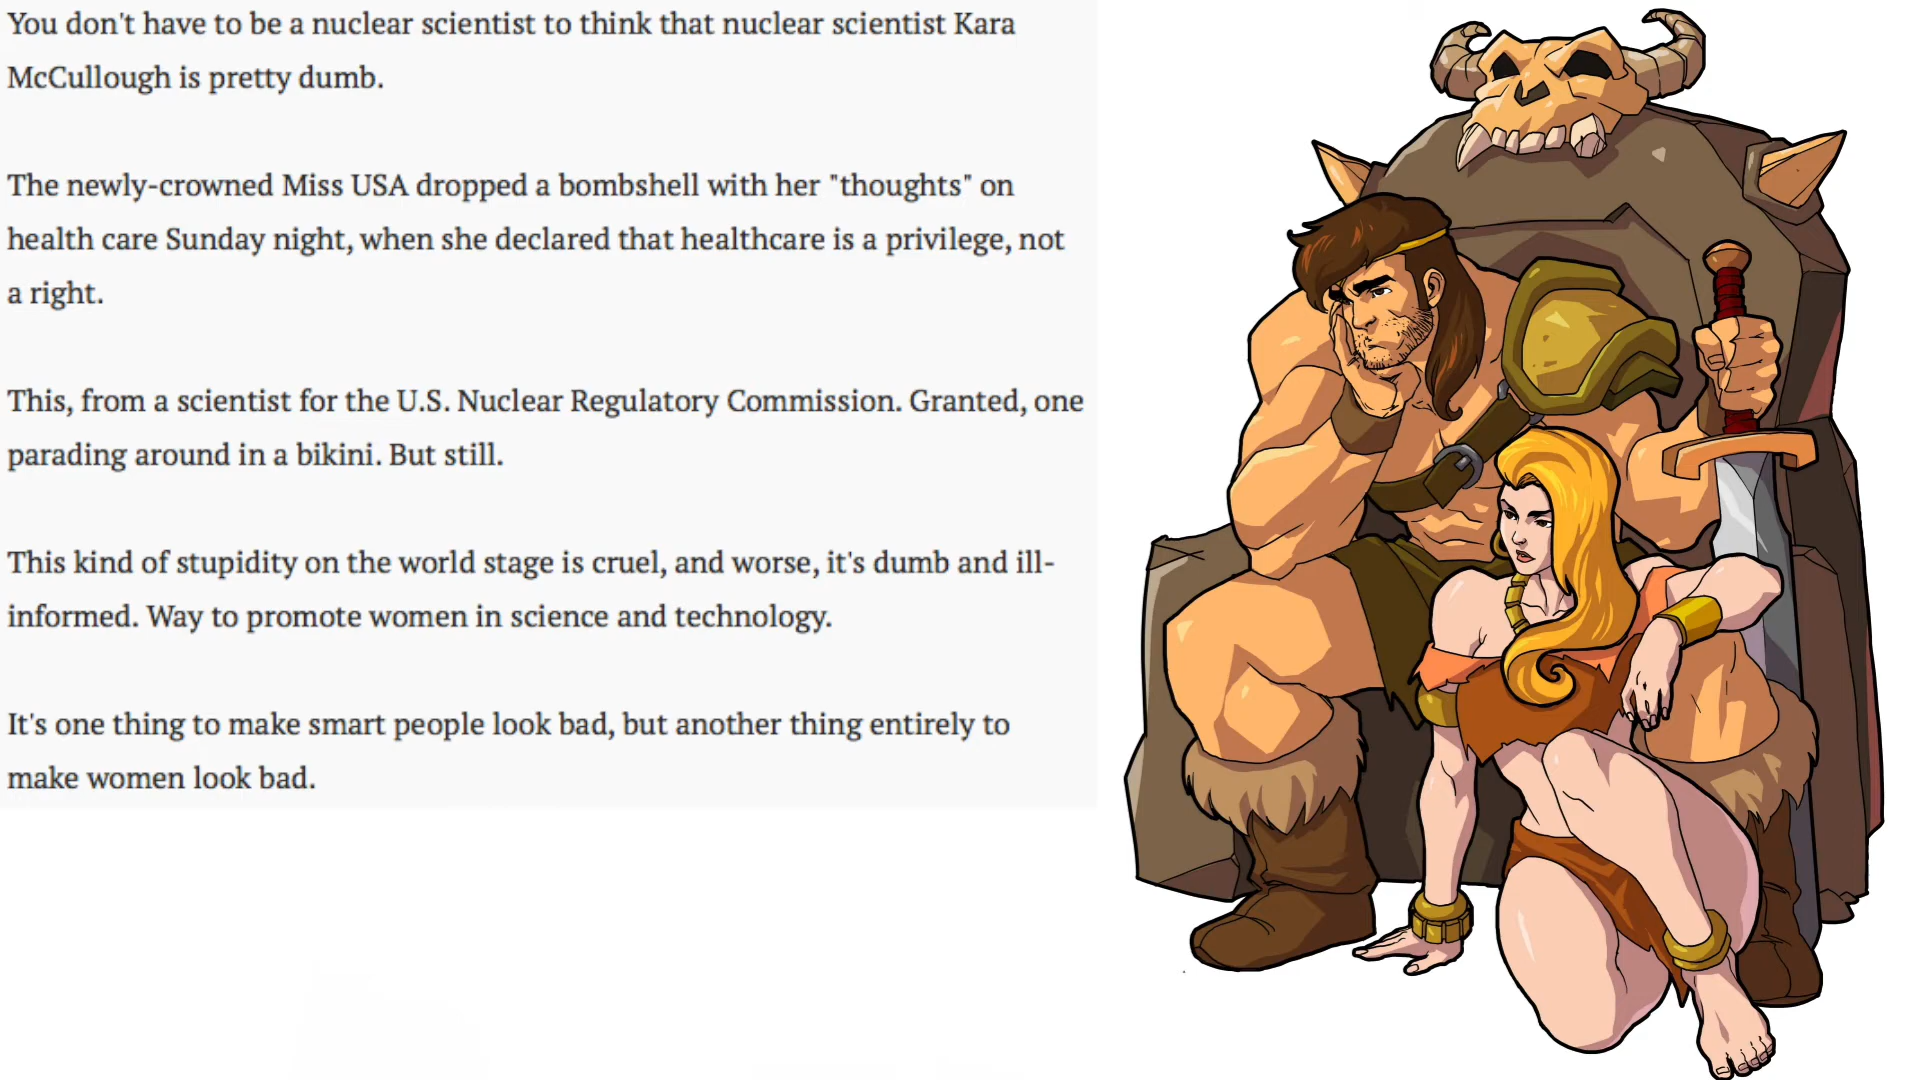 You don't have to be a nuclear scientist to think that nuclear scientist Kara
McCullough is pretty dumb.
The newly-crowned Miss USA dropped a bombshell with her "thoughts" on
health care Sunday night, when she declared that healthcare is a privilege, not
a right.
This, from a scientist for the U.S. Nuclear Regulatory Commission. Granted, one
parading around in a bikini. But still.
This kind of stupidity on the world stage is cruel, and worse, it's dumb and ill-
informed. Way to promote women in science and technology.
It's one thing to make smart people look bad, but another thing entirely to
make women look bad.